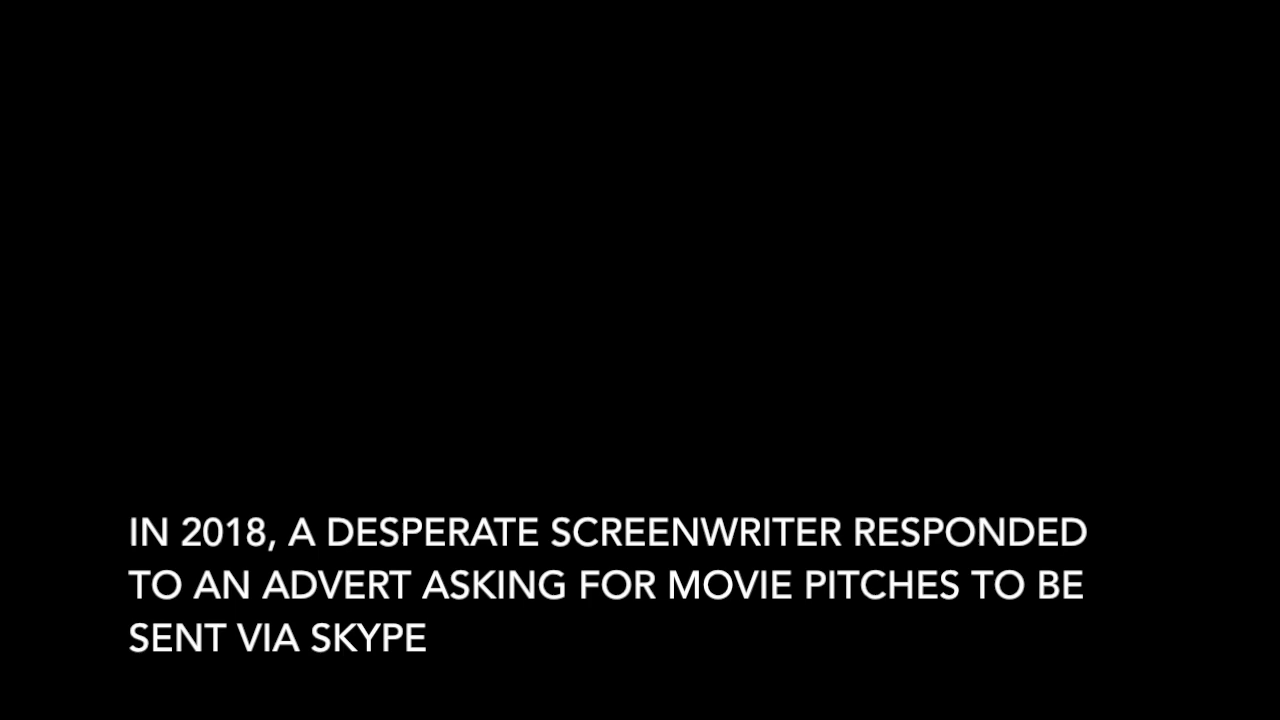 IN 2018, A DESPERATE SCREENWRITER RESPONDED
TO AN ADVERT ASKING FOR MOVIE PITCHES TO BE
SENT VIA SKYPE